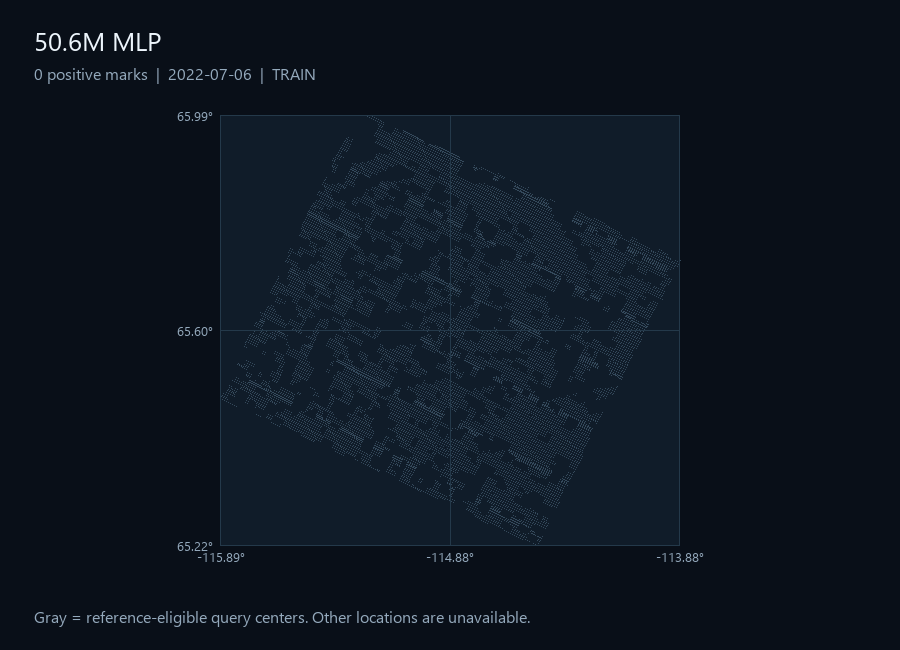 50.6M MLP
0 positive marks | 2022-07-06 | TRAIN
65.99°
65.60°
65.22°
-115.89°
-114.88°
-113.88°
Gray = reference-eligible query centers. Other locations are unavailable.